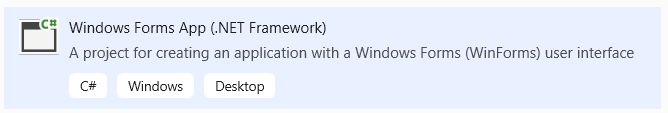 C#
Windows Forms App (.NET Framework)
A project for creating an application with a Windows Forms (WinForms) user interface
C# Windows Desktop